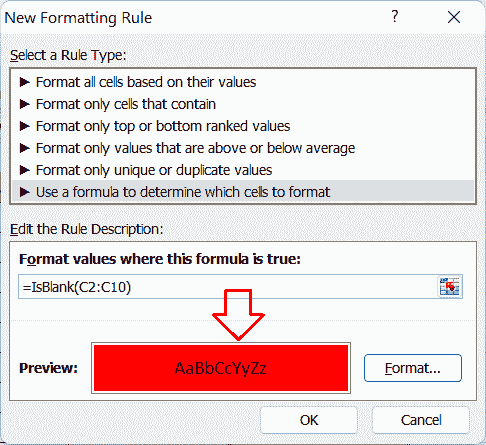 New Formatting Rule
?
Select a Rule Type:
► Format all cells based on their values
► Format only cells that contain
► Format only top or bottom ranked values
► Format only values that are above or below average
► Format only unique or duplicate values
► Use a formula to determine which cells to format
Edit the Rule Description:
Format values where this formula is true:
=IsBlank(C2:C10)
Preview: AaBbCcYyZz Format...
OK Cancel